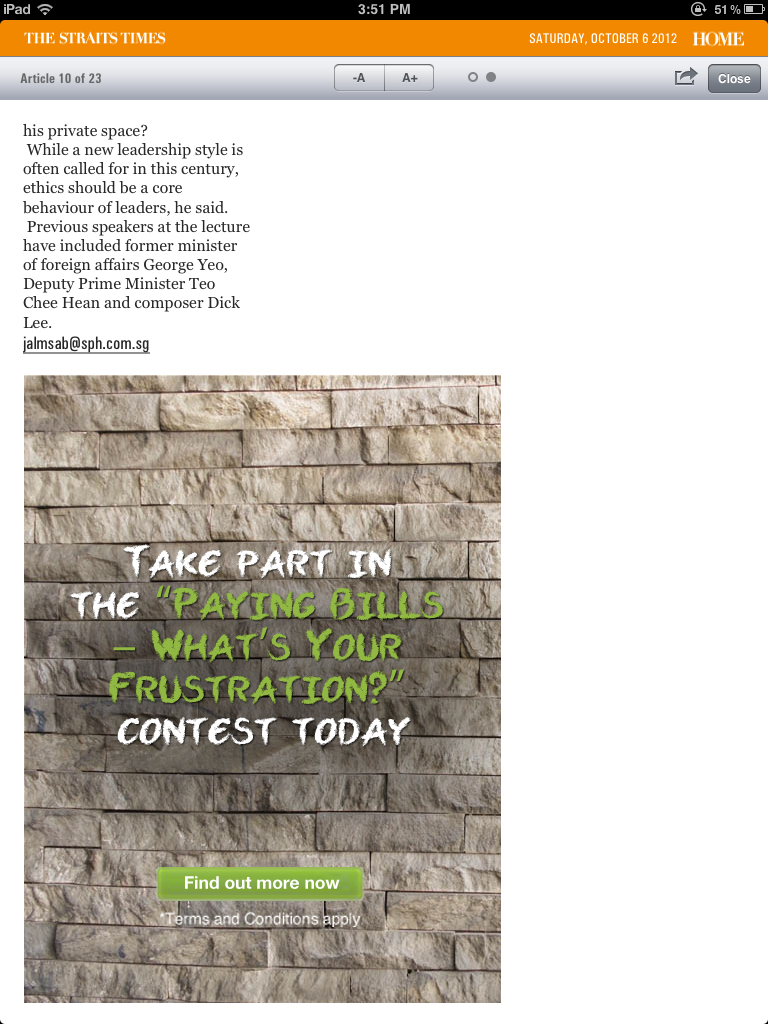 iPad 3:51 PM 51%
THE STRAITS TIMES SATURDAY, OCTOBER 6 2012 HOME
Article 10 of 23 -A A+ Close
his private space?
While a new leadership style is
often called for in this century,
ethics should be a core
behaviour of leaders, he said.
Previous speakers at the lecture
have included former minister
of foreign affairs George Yeo,
Deputy Prime Minister Teo
Chee Hean and composer Dick
Lee.
jalmsab@sph.com.sg
TAKE PART IN
THE “PAYING BILLS
– WHAT'S YOUR
FRUSTRATION?”
CONTEST TODAY
Find out more now
*Terms and Conditions apply